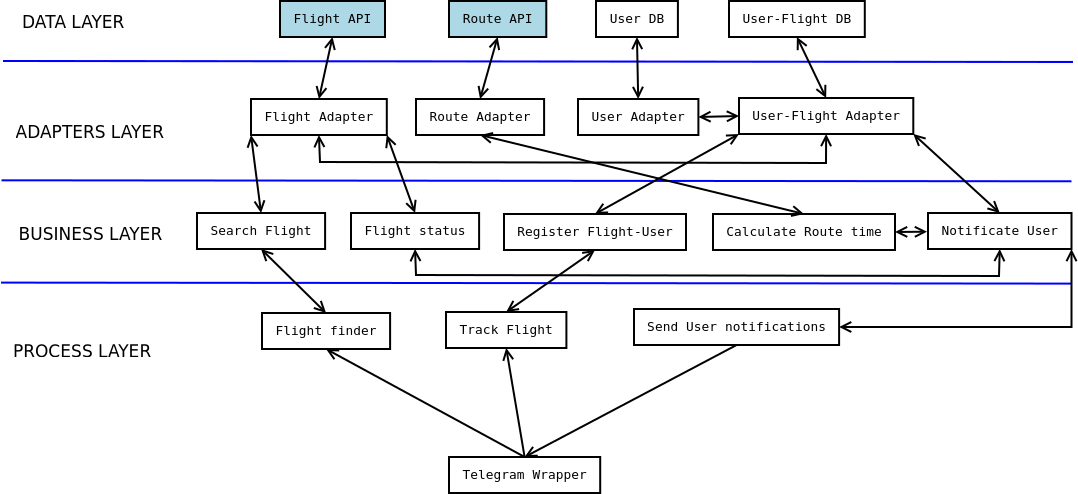 DATA LAYER
Flight API
Route API
User DB
User-Flight DB
ADAPTERS LAYER
Flight Adapter
Route Adapter
User Adapter
User-Flight Adapter
BUSINESS LAYER
Search Flight
Flight status
Register Flight-User
Calculate Route time
Notificate User
PROCESS LAYER
Flight finder
Track Flight
Send User notifications
Telegram Wrapper